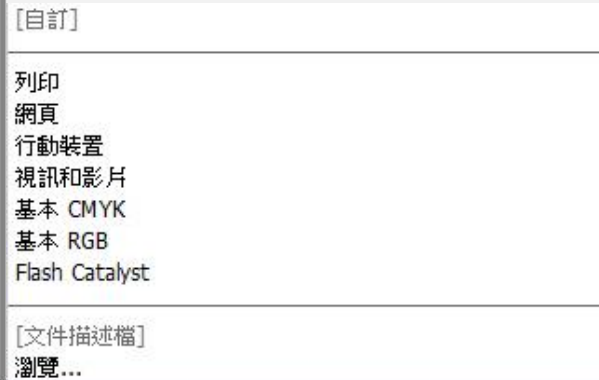 [自訂]
列印
網頁
行動裝置
視訊和影片
基本 CMYK
基本 RGB
Flash Catalyst
[文件描述檔]
瀏覽...